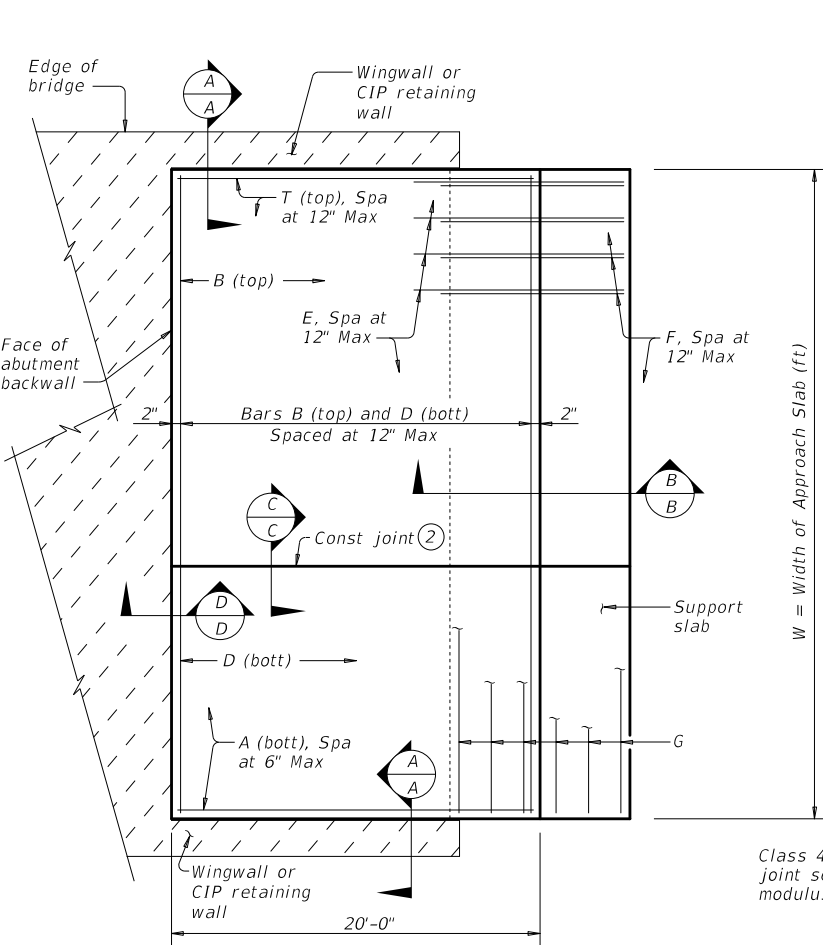 Edge of
bridge
A
A
Wingwall or
CIP retaining
wall
T (top), Spa
at 12" Max
B (top)
E, Spa at
12" Max
F, Spa at
12" Max
Face of
abutment
backwall
2"
Bars B (top) and D (bott)
Spaced at 12" Max
2"
W = Width of Approach Slab (ft)
B
B
C
C
Const joint 2
D
D
Support
slab
D (bott)
A (bott), Spa
at 6" Max
A
A
G
Wingwall or
CIP retaining
wall
20'-0"
Class 4
joint se
modulu